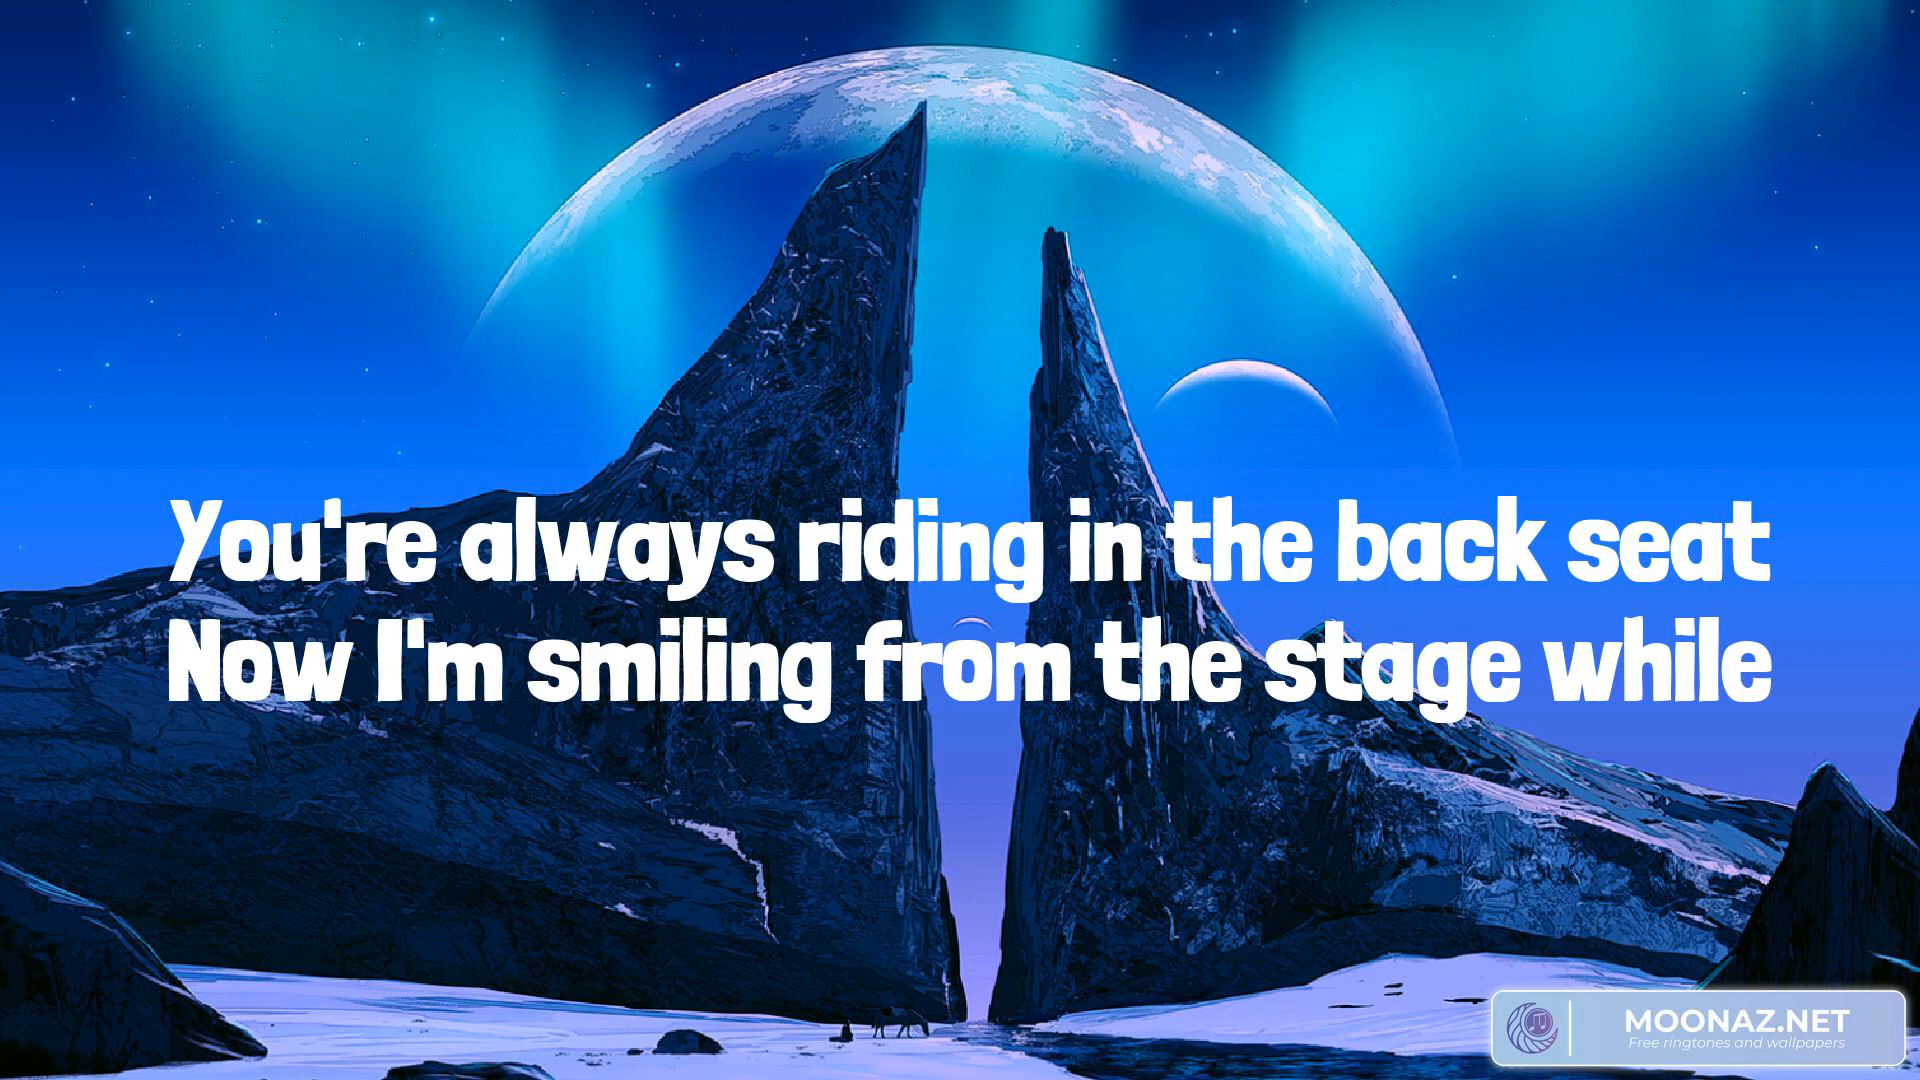 You're always riding in the back seat
Now I'm smiling from the stage while
MOONAZ.NET
Free ringtones and wallpapers